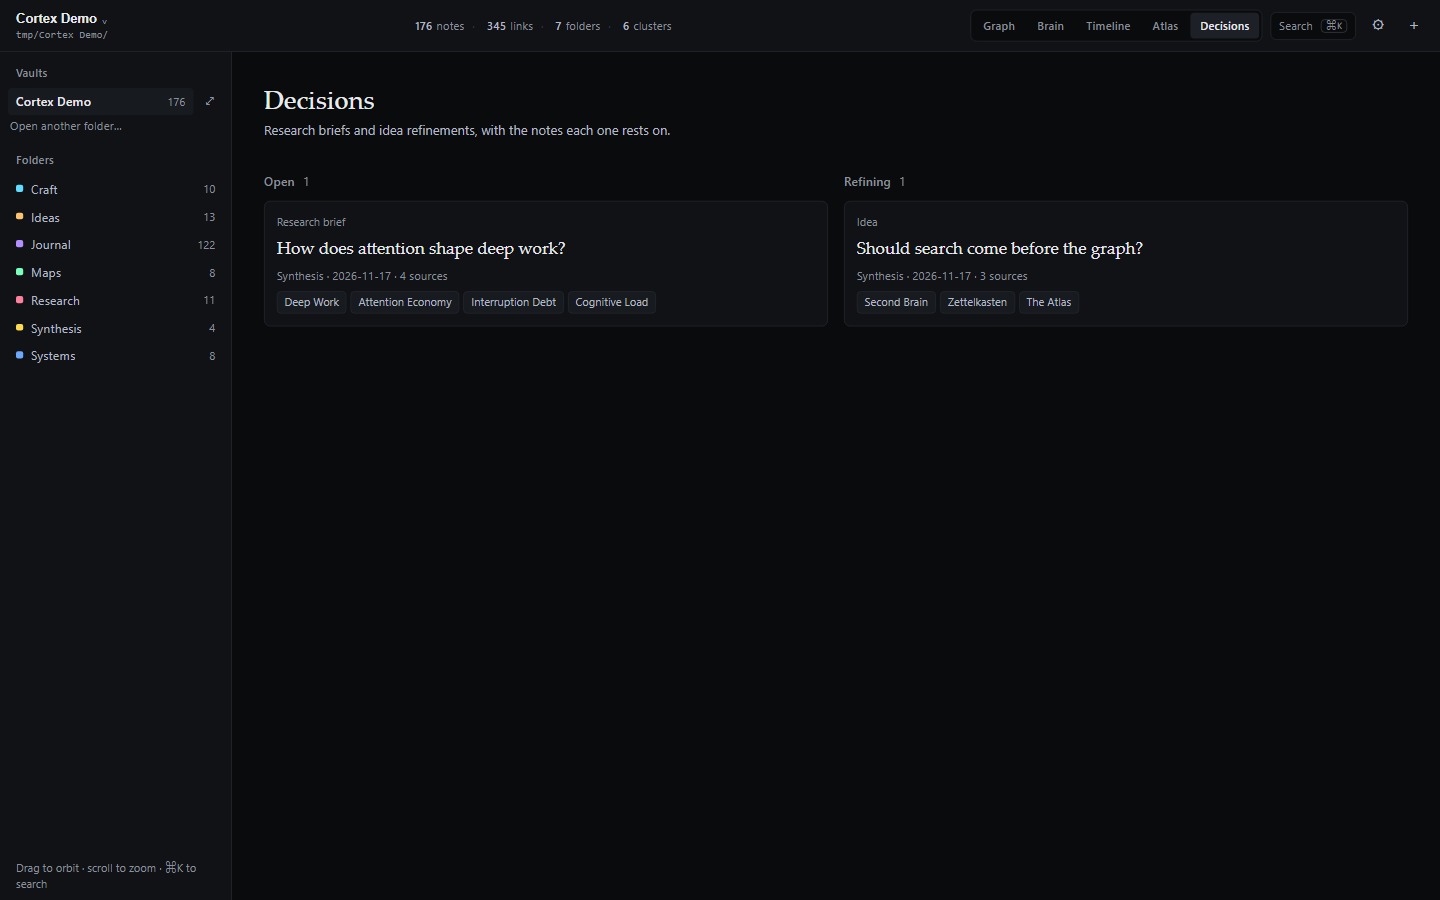 Cortex Demo
tmp/Cortex Demo/
176 notes · 345 links · 7 folders · 6 clusters
Graph Brain Timeline Atlas Decisions
Search ⌘K
Vaults
Cortex Demo 176
Open another folder...
Folders
Craft 10
Ideas 13
Journal 122
Maps 8
Research 11
Synthesis 4
Systems 8
Drag to orbit · scroll to zoom · ⌘K to
search
Decisions
Research briefs and idea refinements, with the notes each one rests on.
Open 1
Research brief
How does attention shape deep work?
Synthesis · 2026-11-17 · 4 sources
Deep Work Attention Economy Interruption Debt Cognitive Load
Refining 1
Idea
Should search come before the graph?
Synthesis · 2026-11-17 · 3 sources
Second Brain Zettelkasten The Atlas